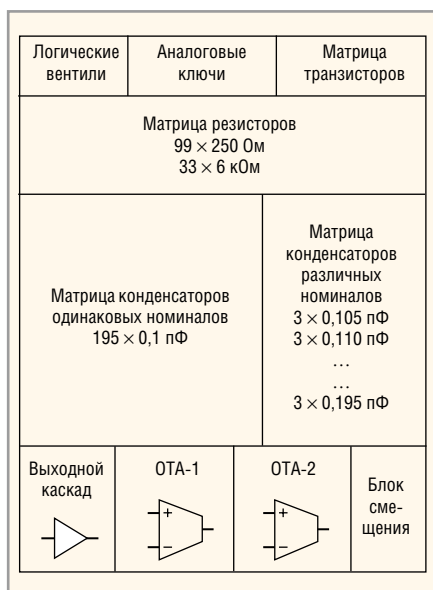 Логические
вентили
Аналоговые
ключи
Матрица
транзисторов
Матрица резисторов
99 × 250 Ом
33 × 6 кОм
Матрица конденсаторов
одинаковых номиналов
195 × 0,1 пФ
Матрица
конденсаторов
различных
номиналов
3 × 0,105 пФ
3 × 0,110 пФ
...
...
3 × 0,195 пФ
Выходной
каскад
OTA-1
+
−
OTA-2
+
−
Блок
сме-
щения